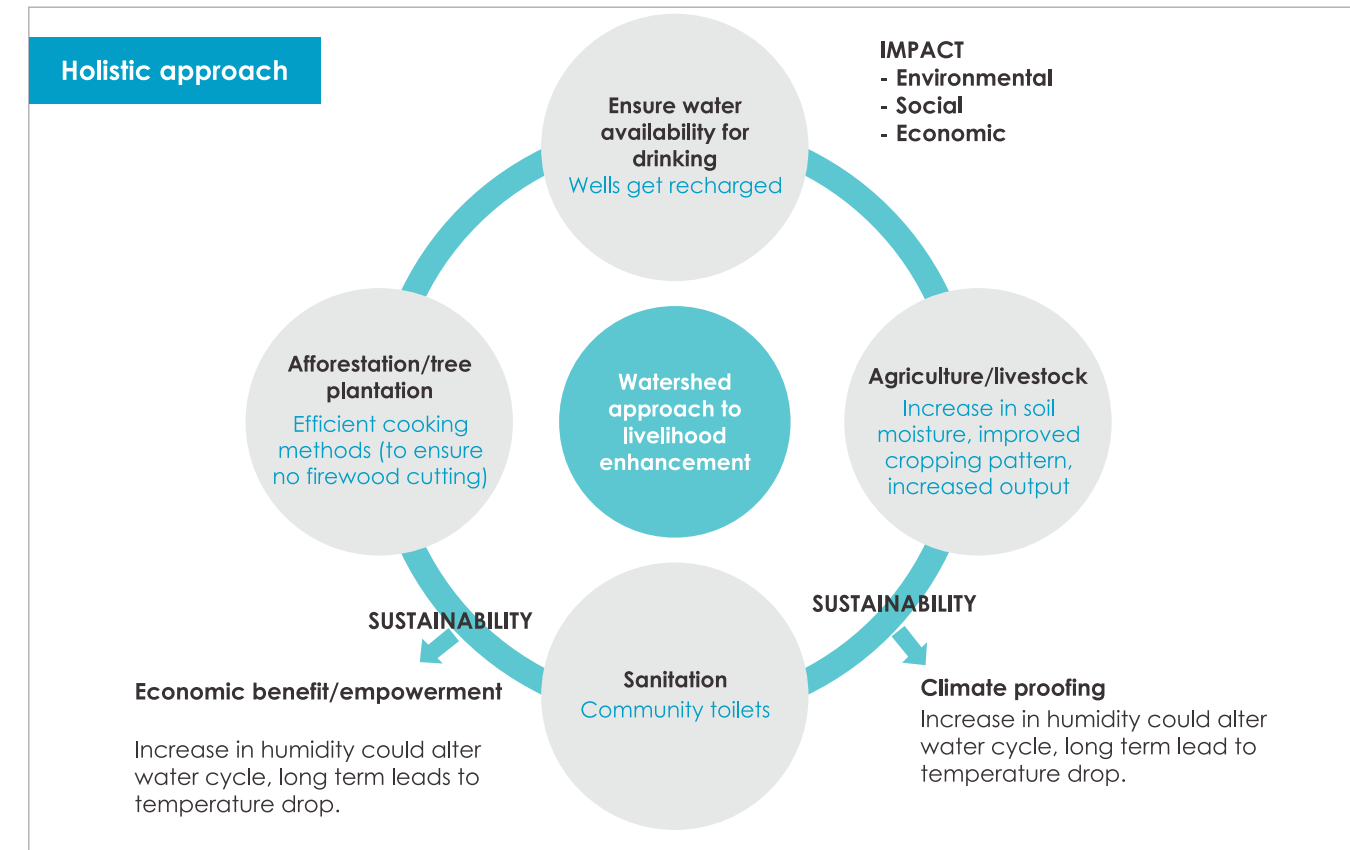 Holistic approach
IMPACT
- Environmental
- Social
- Economic
Ensure water
availability for
drinking
Wells get recharged
Afforestation/tree
plantation
Efficient cooking
methods (to ensure
no firewood cutting)
Watershed
approach to
livelihood
enhancement
Agriculture/livestock
Increase in soil
moisture, improved
cropping pattern,
increased output
SUSTAINABILITY
SUSTAINABILITY
Sanitation
Community toilets
Economic benefit/empowerment
Increase in humidity could alter
water cycle, long term leads to
temperature drop.
Climate proofing
Increase in humidity could alter
water cycle, long term lead to
temperature drop.